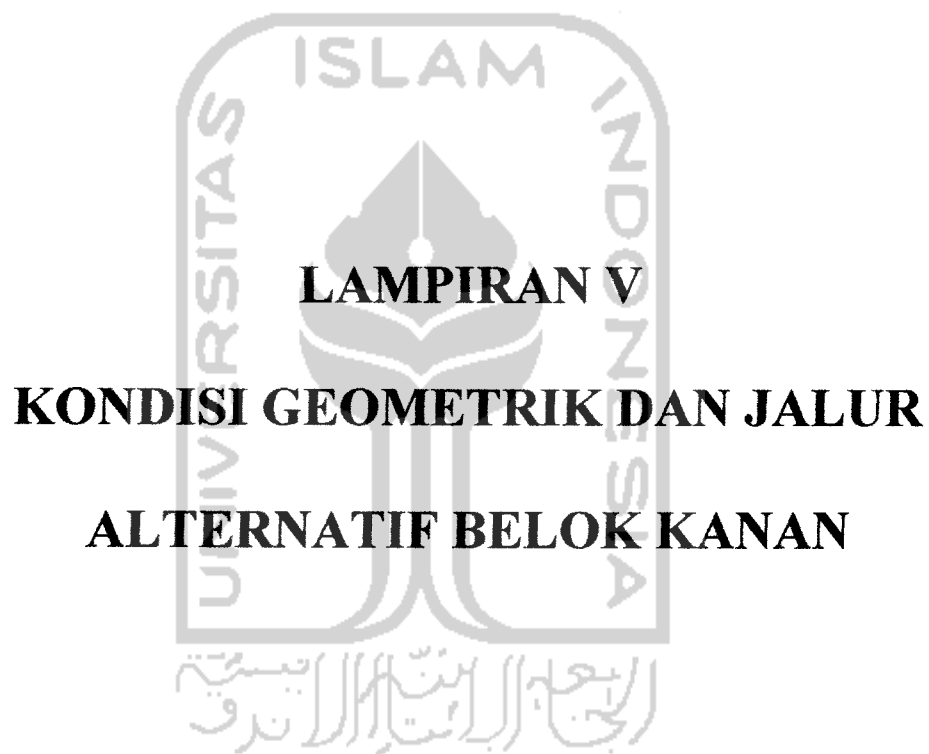 ISLAM
UNIVERSITAS
INDONESIA
LAMPIRAN V
KONDISI GEOMETRIK DAN JALUR
ALTERNATIF BELOK KANAN